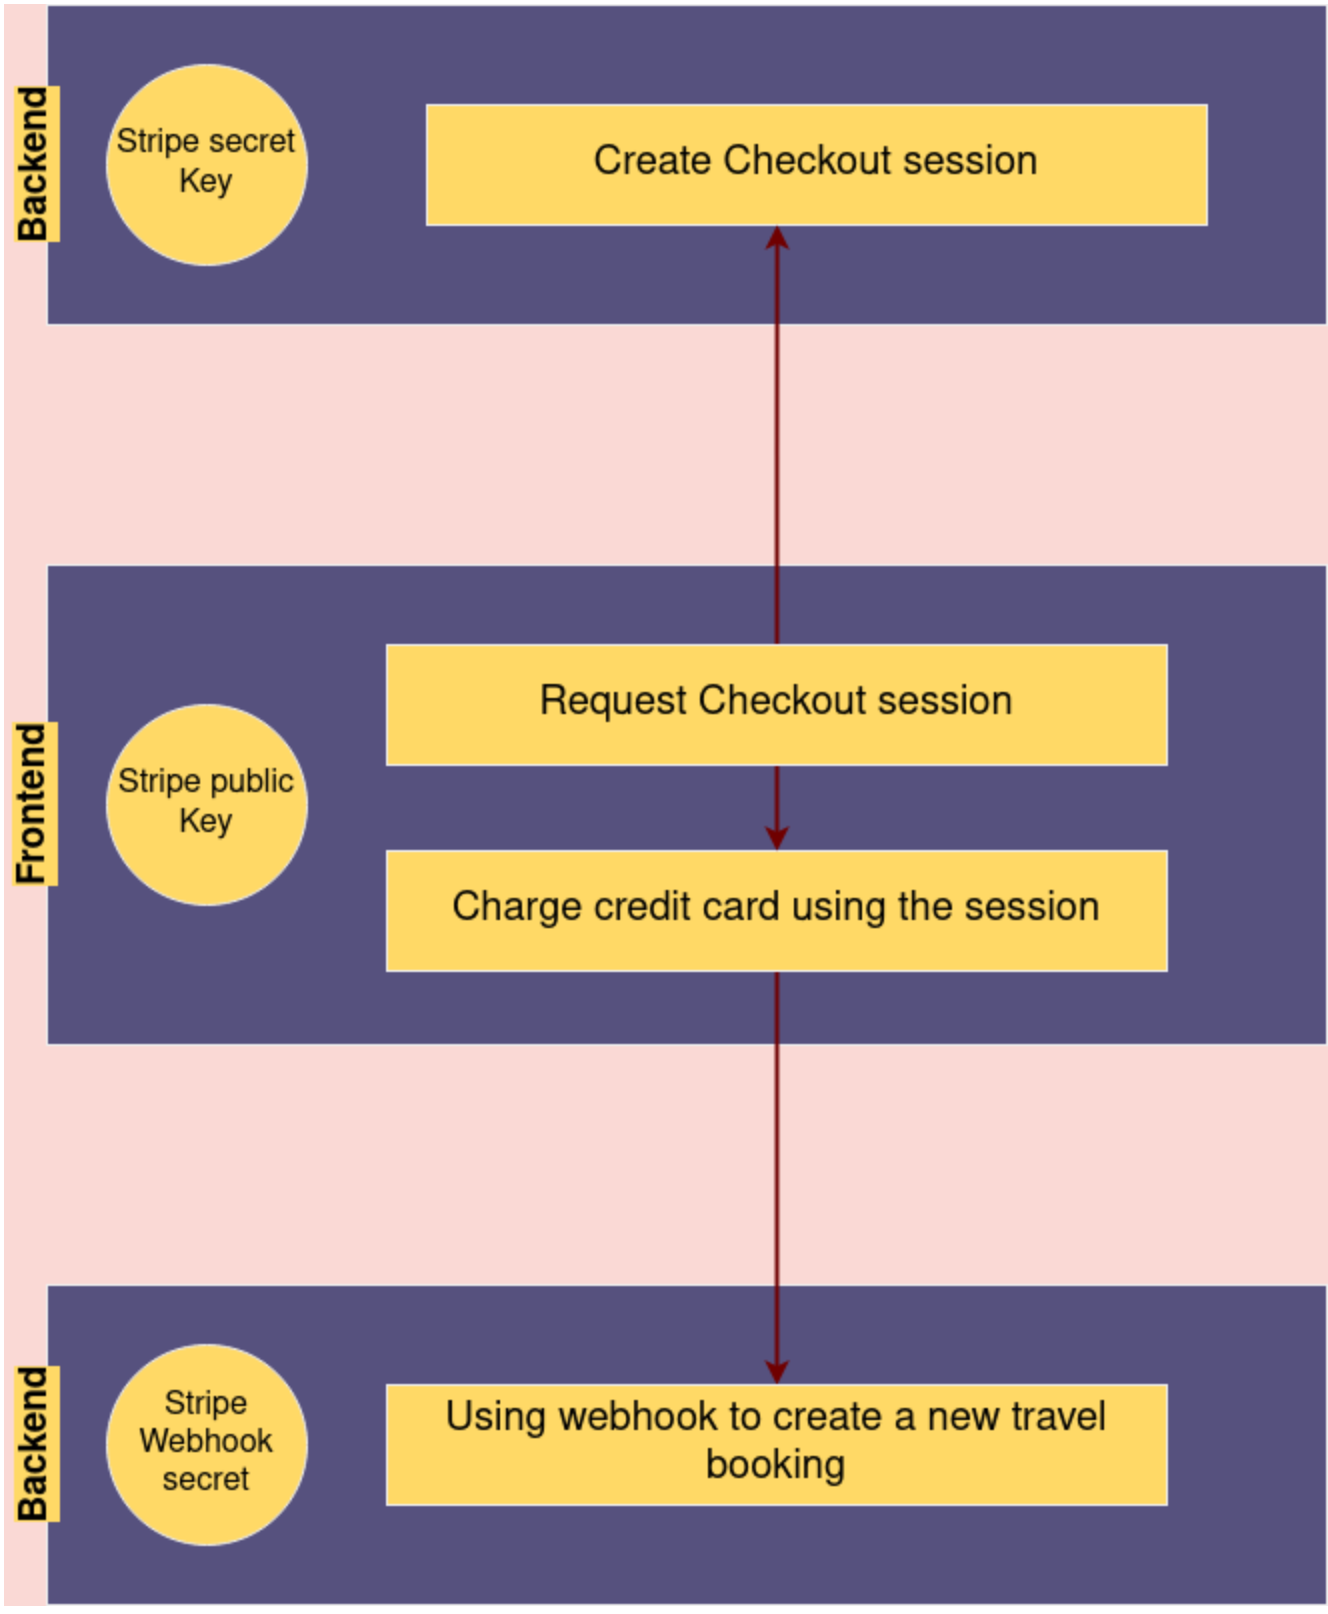 Backend
Stripe secret
Key
Create Checkout session
Frontend
Stripe public
Key
Request Checkout session
Charge credit card using the session
Backend
Stripe
Webhook
secret
Using webhook to create a new travel
booking